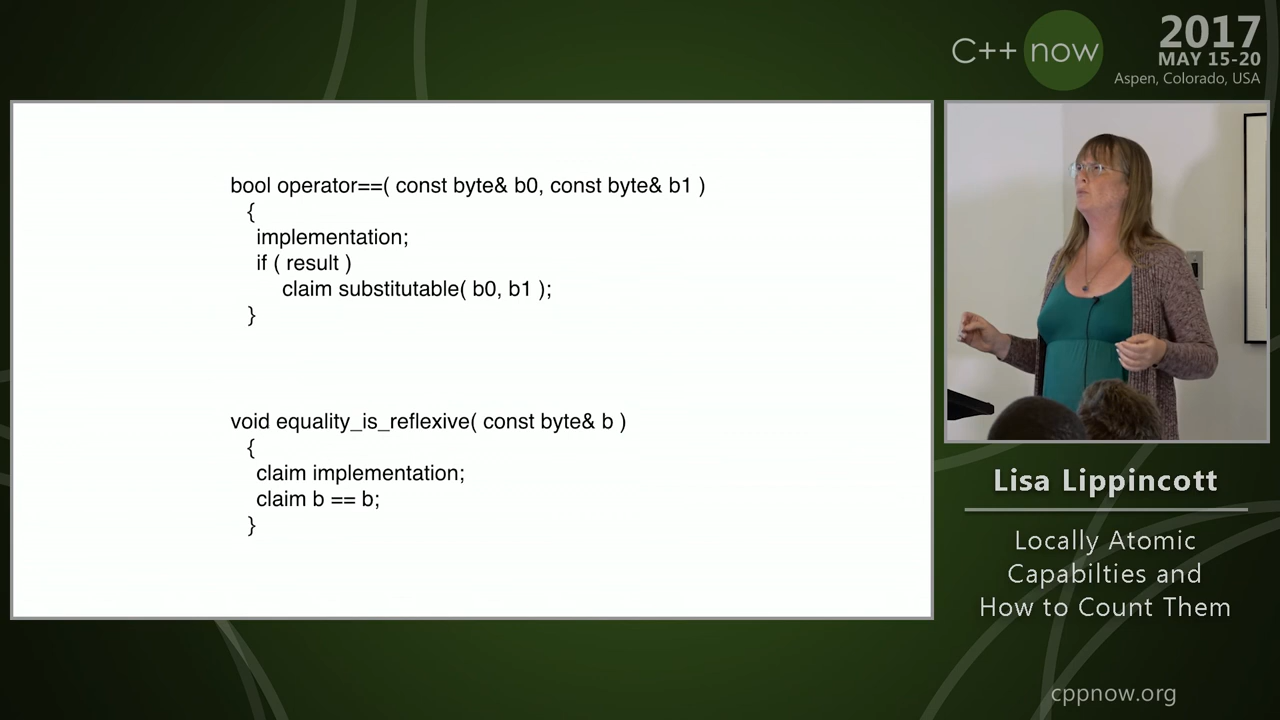 C++ now
2017
MAY 15-20
Aspen, Colorado, USA
bool operator==( const byte& b0, const byte& b1 )
{
implementation;
if ( result )
claim substitutable( b0, b1 );
}
void equality_is_reflexive( const byte& b )
{
claim implementation;
claim b == b;
}
Lisa Lippincott
Locally Atomic
Capabilties and
How to Count Them
cppnow.org